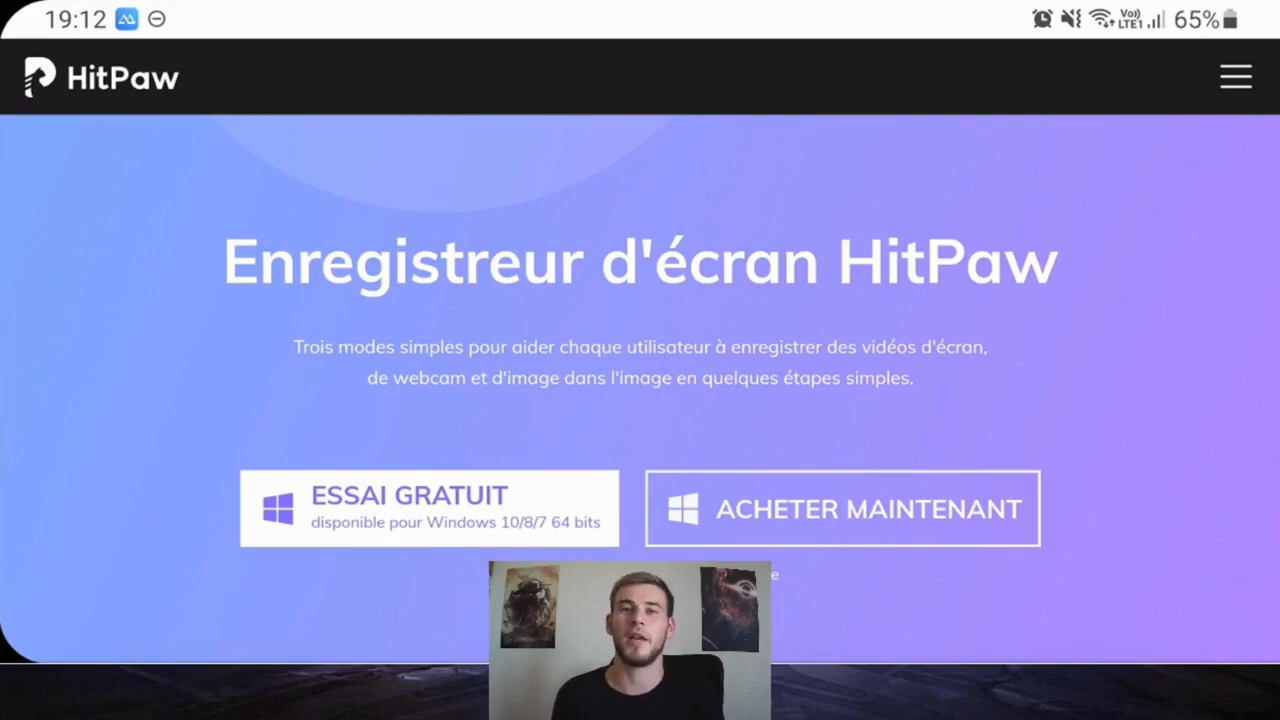 19:12
Vo))
LTE1
65%
HitPaw
Enregistreur d'écran HitPaw
Trois modes simples pour aider chaque utilisateur à enregistrer des vidéos d'écran,
de webcam et d'image dans l'image en quelques étapes simples.
ESSAI GRATUIT
disponible pour Windows 10/8/7 64 bits
ACHETER MAINTENANT